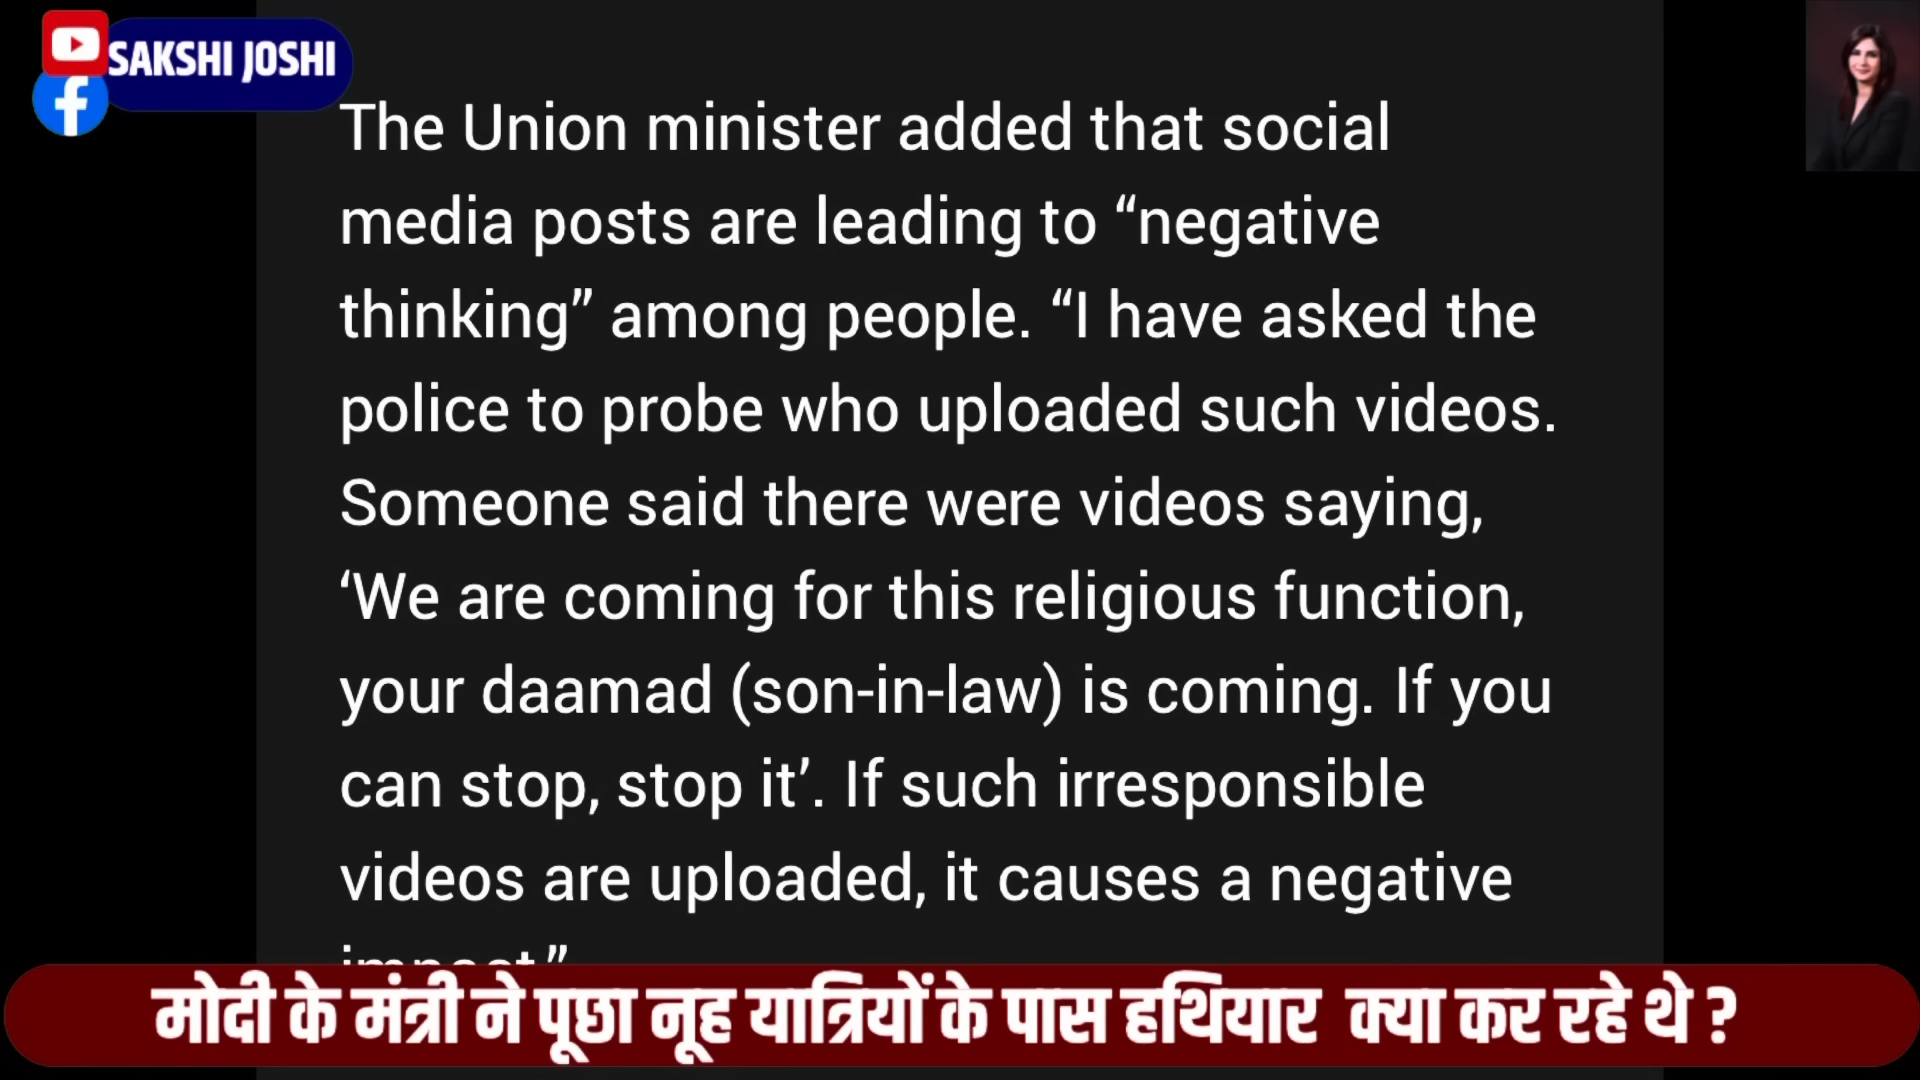 SAKSHI JOSHI
The Union minister added that social
media posts are leading to “negative
thinking” among people. “I have asked the
police to probe who uploaded such videos.
Someone said there were videos saying,
‘We are coming for this religious function,
your daamad (son-in-law) is coming. If you
can stop, stop it’. If such irresponsible
videos are uploaded, it causes a negative
impact.”
मोदी के मंत्री ने पूछा नूह यात्रियों के पास हथियार क्या कर रहे थे ?